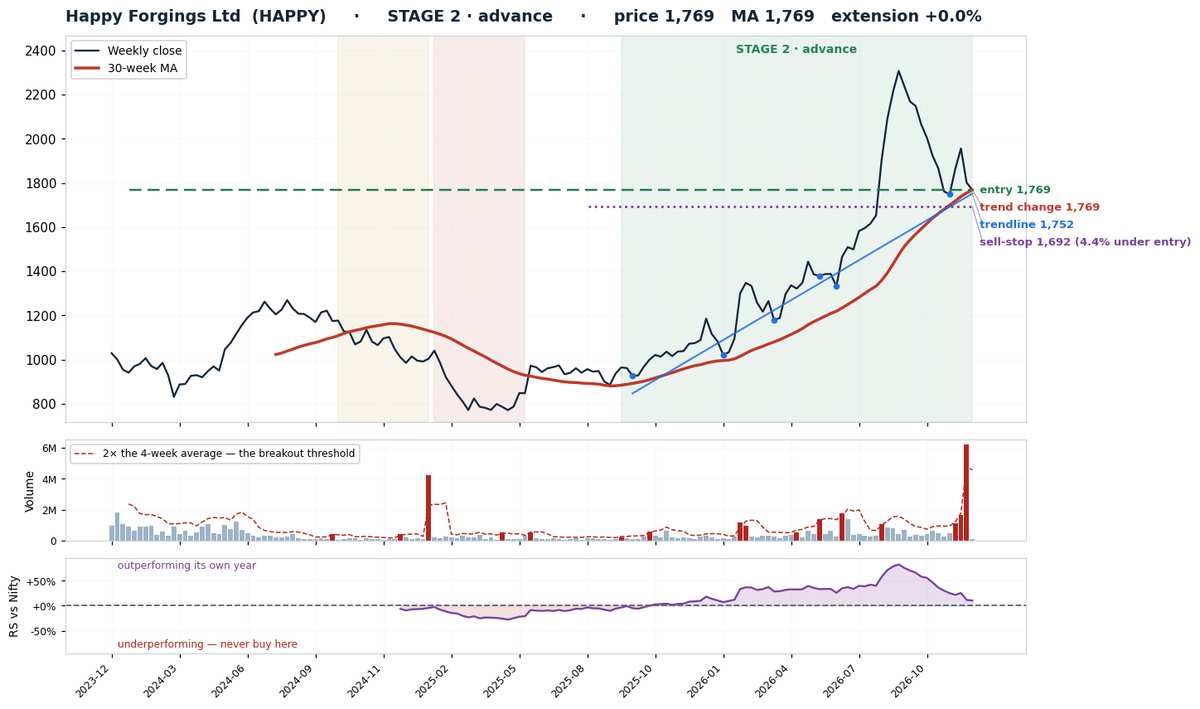 Happy Forgings Ltd  (HAPPY)     ·     STAGE 2 · advance     ·     price 1,769   MA 1,769   extension +0.0%
Weekly close
30-week MA
STAGE 2 · advance
2400
2200
2000
1800
1600
1400
1200
1000
800
entry 1,769
trend change 1,769
trendline 1,752
sell-stop 1,692 (4.4% under entry)
Volume
6M
4M
2M
0
2× the 4-week average — the breakout threshold
RS vs Nifty
+50%
+0%
-50%
outperforming its own year
underperforming — never buy here
2023-12
2024-03
2024-06
2024-09
2024-11
2025-02
2025-05
2025-08
2025-10
2026-01
2026-04
2026-07
2026-10